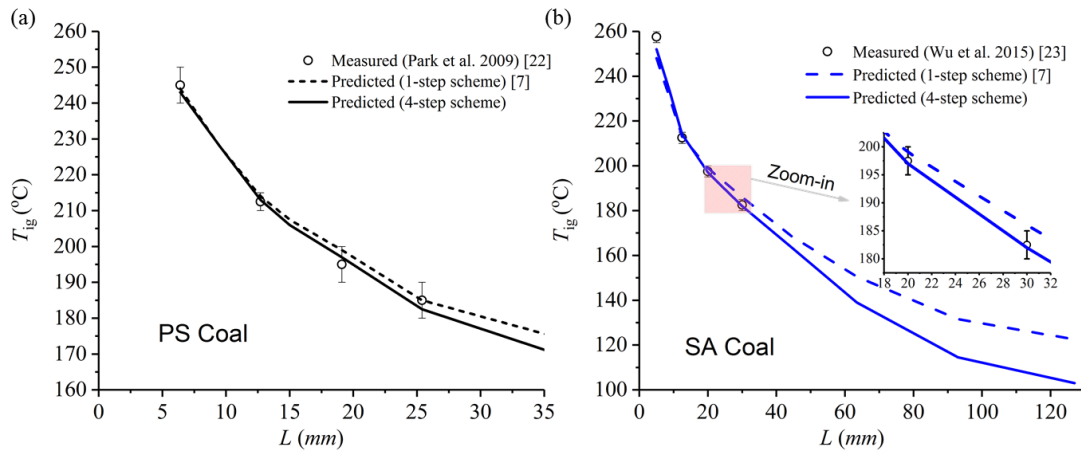 (a)
260
250
240
230
220
210
200
190
180
170
160
T_ig (°C)
0 5 10 15 20 25 30 35
L (mm)
Measured (Park et al. 2009) [22]
Predicted (1-step scheme) [7]
Predicted (4-step scheme)
PS Coal
(b)
260
240
220
200
180
160
140
120
100
T_ig (°C)
0 20 40 60 80 100 120
L (mm)
Measured (Wu et al. 2015) [23]
Predicted (1-step scheme) [7]
Predicted (4-step scheme)
Zoom-in
200
195
190
185
180
18 20 22 24 26 28 30 32
SA Coal